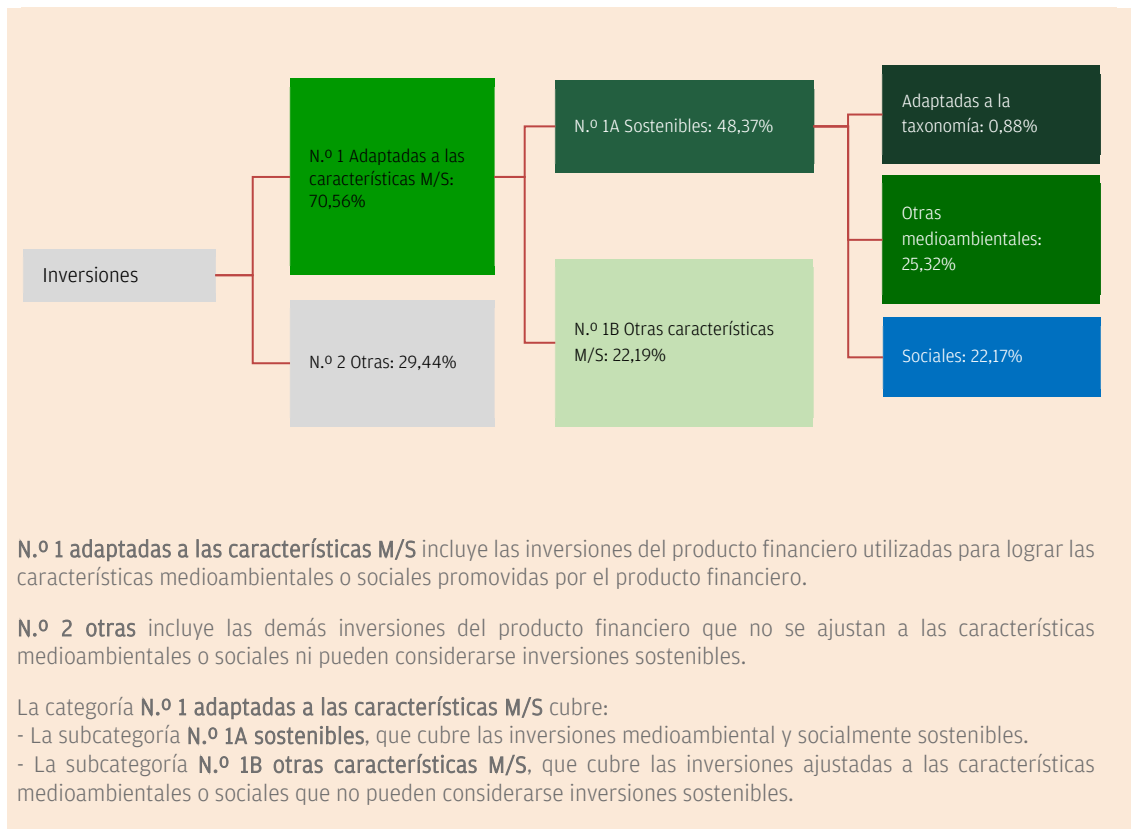 Inversiones
N.º 1 Adaptadas a las
características M/S:
70,56%
N.º 2 Otras: 29,44%
N.º 1A Sostenibles: 48,37%
N.º 1B Otras características
M/S: 22,19%
Adaptadas a la
taxonomía: 0,88%
Otras
medioambientales:
25,32%
Sociales: 22,17%
N.º 1 adaptadas a las características M/S incluye las inversiones del producto financiero utilizadas para lograr las
características medioambientales o sociales promovidas por el producto financiero.
N.º 2 otras incluye las demás inversiones del producto financiero que no se ajustan a las características
medioambientales o sociales ni pueden considerarse inversiones sostenibles.
La categoría N.º 1 adaptadas a las características M/S cubre:
- La subcategoría N.º 1A sostenibles, que cubre las inversiones medioambiental y socialmente sostenibles.
- La subcategoría N.º 1B otras características M/S, que cubre las inversiones ajustadas a las características
medioambientales o sociales que no pueden considerarse inversiones sostenibles.